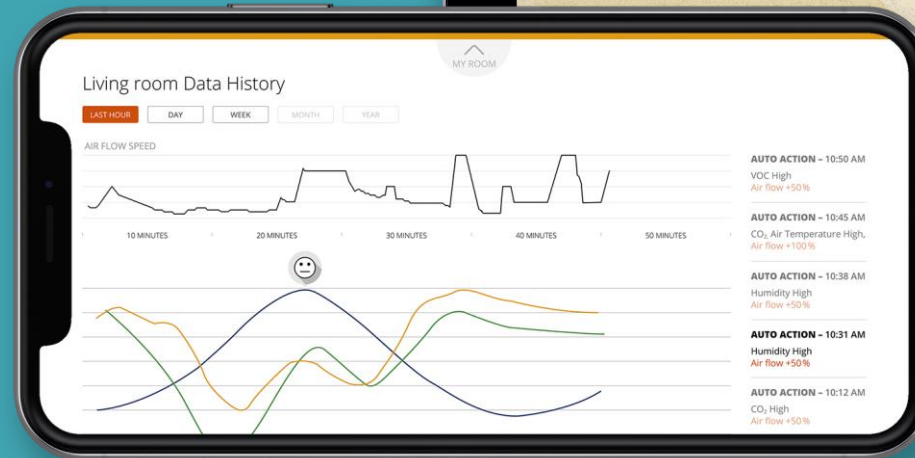 MY ROOM
Living room Data History
LAST HOUR DAY WEEK MONTH YEAR
AIR FLOW SPEED
10 MINUTES 20 MINUTES 30 MINUTES 40 MINUTES 50 MINUTES
AUTO ACTION – 10:50 AM
VOC High
Air flow +50%
AUTO ACTION – 10:45 AM
CO₂, Air Temperature High,
Air flow +100%
AUTO ACTION – 10:38 AM
Humidity High
Air flow +50%
AUTO ACTION – 10:31 AM
Humidity High
Air flow +50%
AUTO ACTION – 10:12 AM
CO₂ High
Air flow +50%